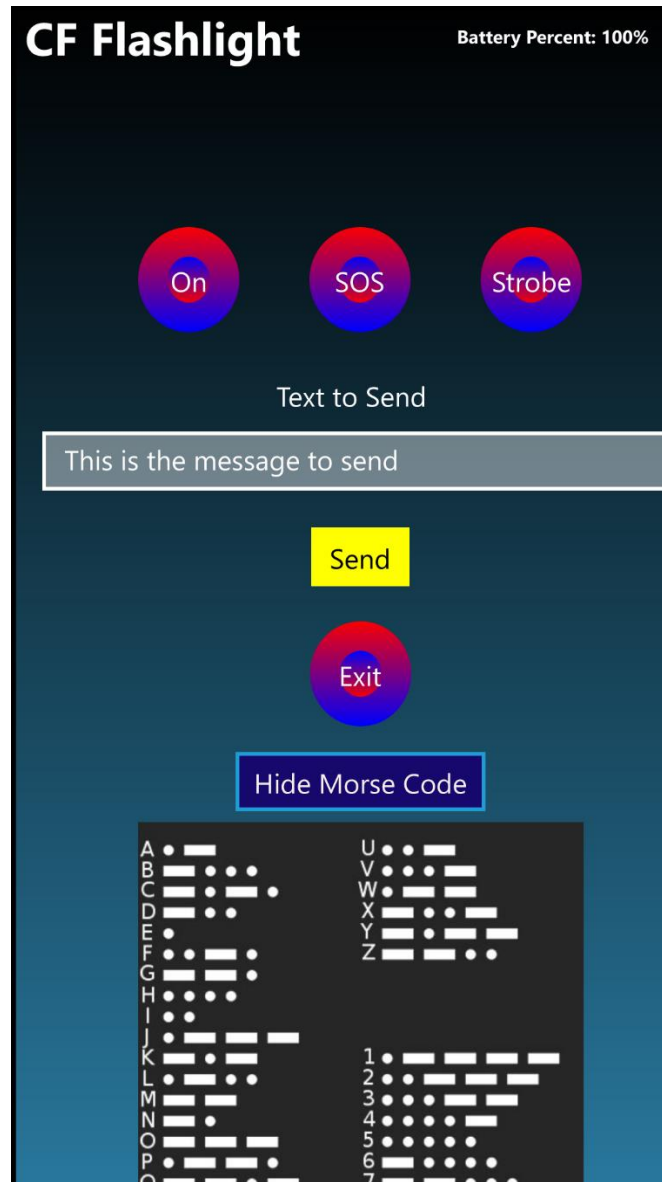 CF Flashlight
Battery Percent: 100%
On
SOS
Strobe
Text to Send
This is the message to send
Send
Exit
Hide Morse Code
A
B
C
D
E
F
G
H
I
J
K
L
M
N
O
P
Q
U
V
W
X
Y
Z
1
2
3
4
5
6
7